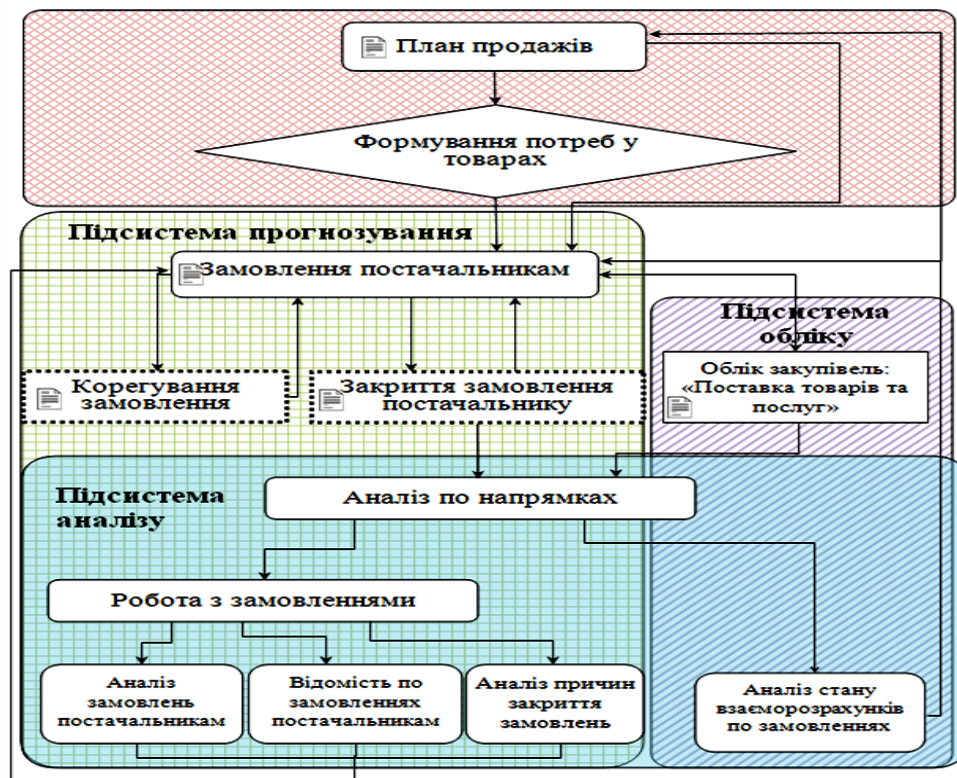 План продажів
Формування потреб у
товарах
Підсистема прогнозування
Замовлення постачальникам
Підсистема
обліку
Корегування
замовлення
Закриття замовлення
постачальнику
Облік закупівель:
«Поставка товарів та
послуг»
Підсистема
аналізу
Аналіз по напрямках
Робота з замовленнями
Аналіз
замовлень
постачальникам
Відомість по
замовленнях
постачальникам
Аналіз причин
закриття
замовлень
Аналіз стану
взаєморозрахунків
по замовленнях